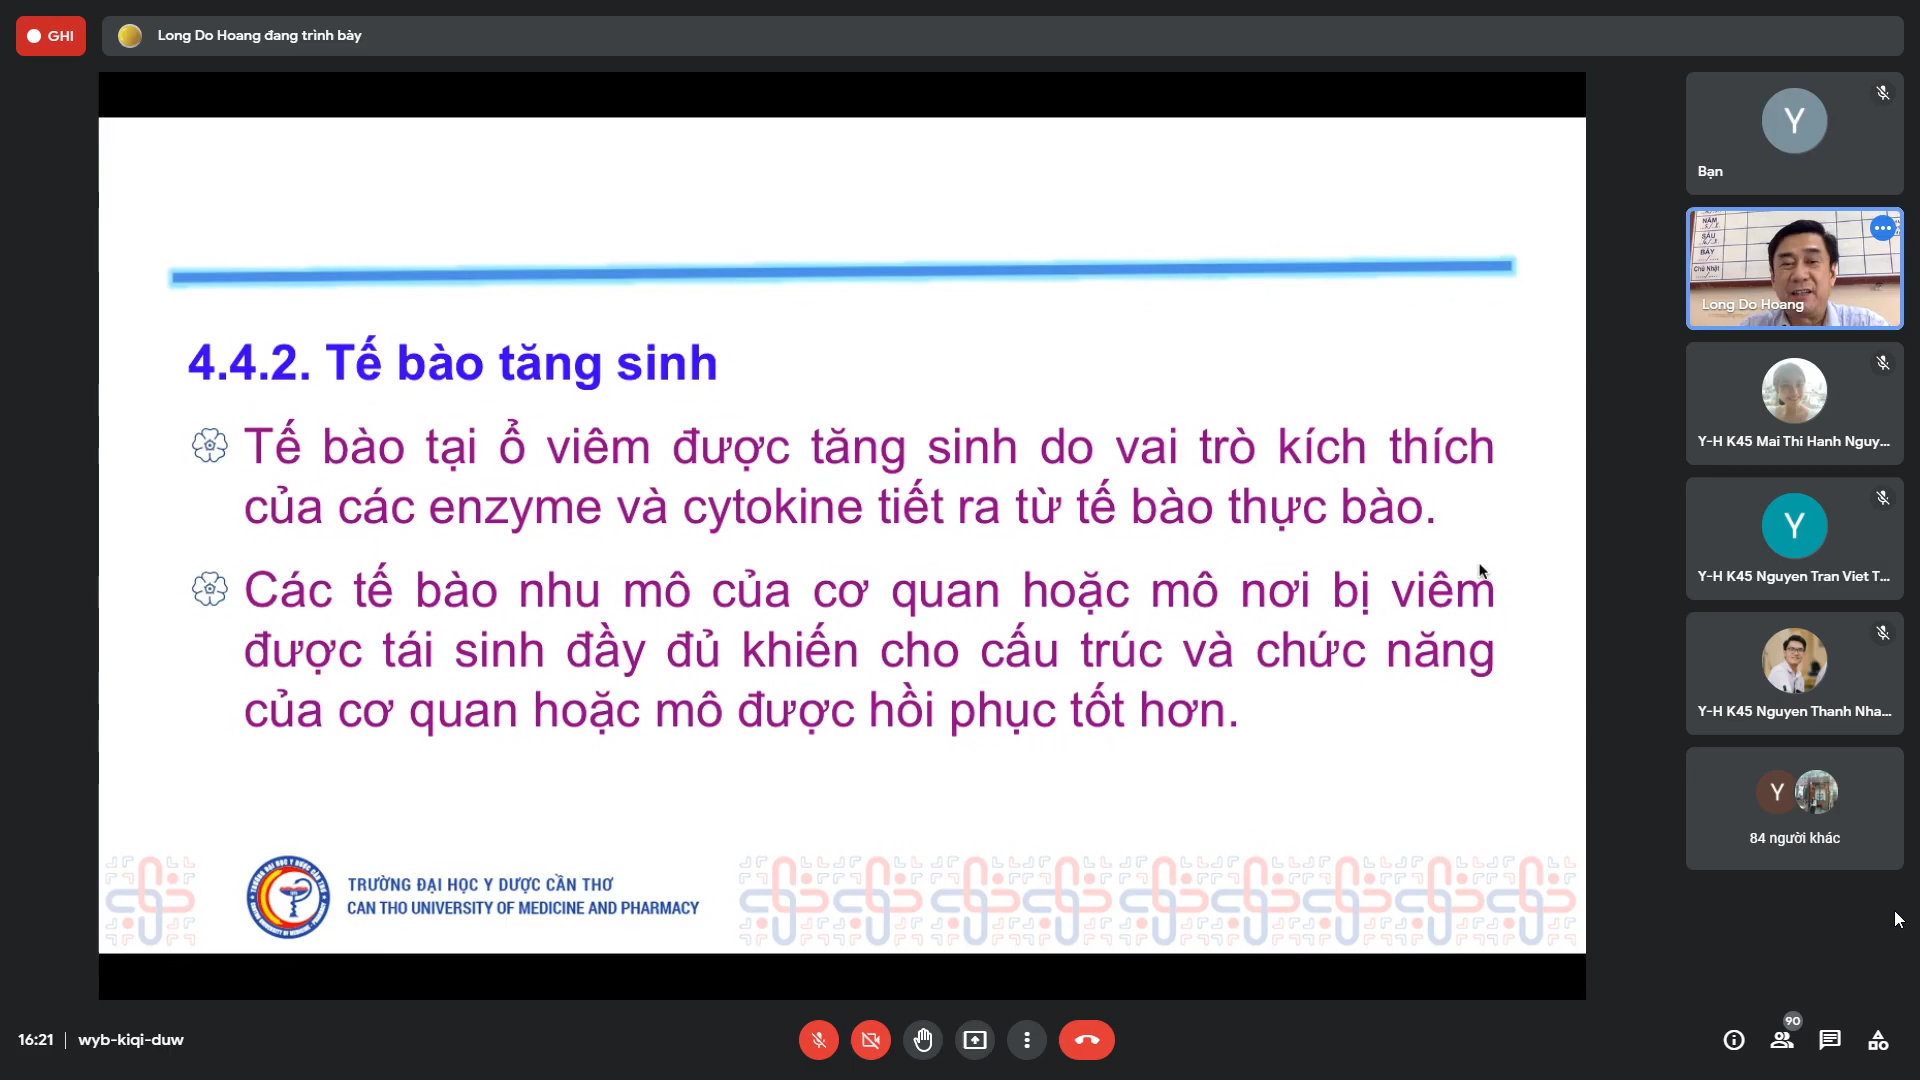 GHI
Long Do Hoang đang trình bày
4.4.2. Tế bào tăng sinh
Tế bào tại ổ viêm được tăng sinh do vai trò kích thích
của các enzyme và cytokine tiết ra từ tế bào thực bào.
Các tế bào nhu mô của cơ quan hoặc mô nơi bị viêm
được tái sinh đầy đủ khiến cho cấu trúc và chức năng
của cơ quan hoặc mô được hồi phục tốt hơn.
TRƯỜNG ĐẠI HỌC Y DƯỢC CẦN THƠ
CAN THO UNIVERSITY OF MEDICINE AND PHARMACY
Y
Bạn
NĂM
SÁU
BẢY
Chủ Nhật
Long Do Hoang
Y-H K45 Mai Thi Hanh Nguy...
Y
Y-H K45 Nguyen Tran Viet T...
Y-H K45 Nguyen Thanh Nha...
Y
84 người khác
16:21
wyb-kiqi-duw
90